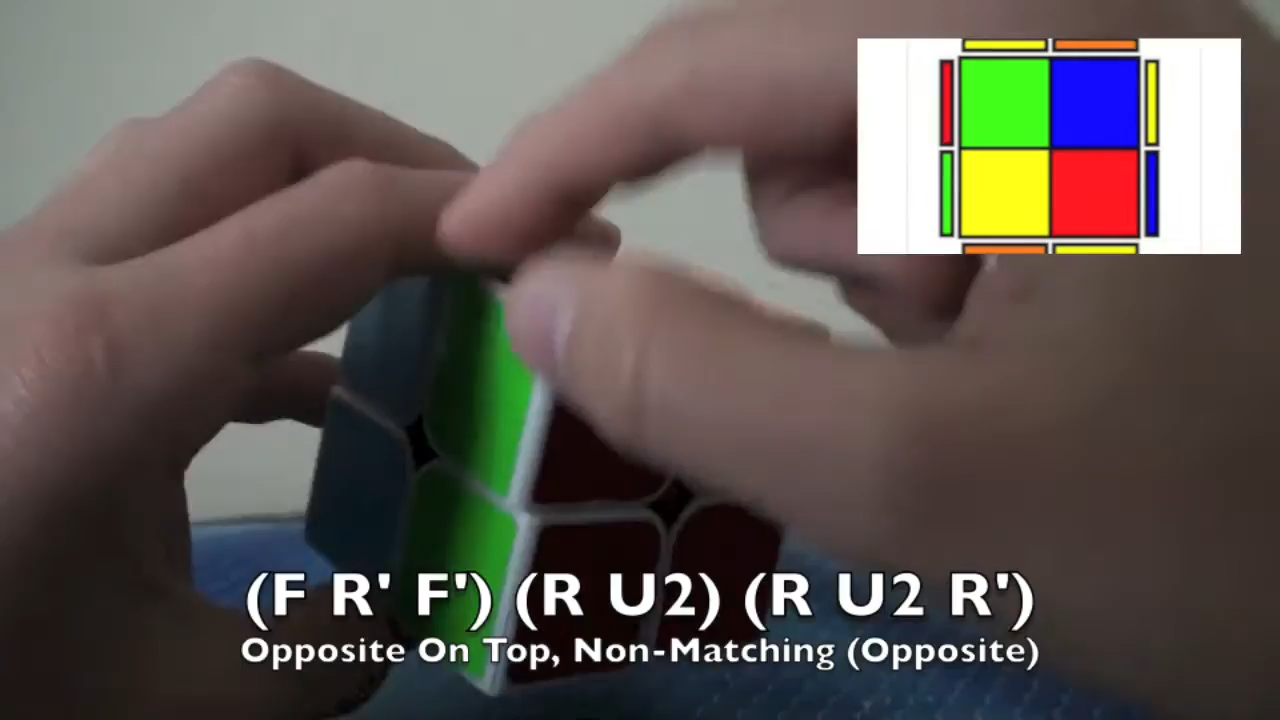 (F R' F') (R U2) (R U2 R')
Opposite On Top, Non-Matching (Opposite)